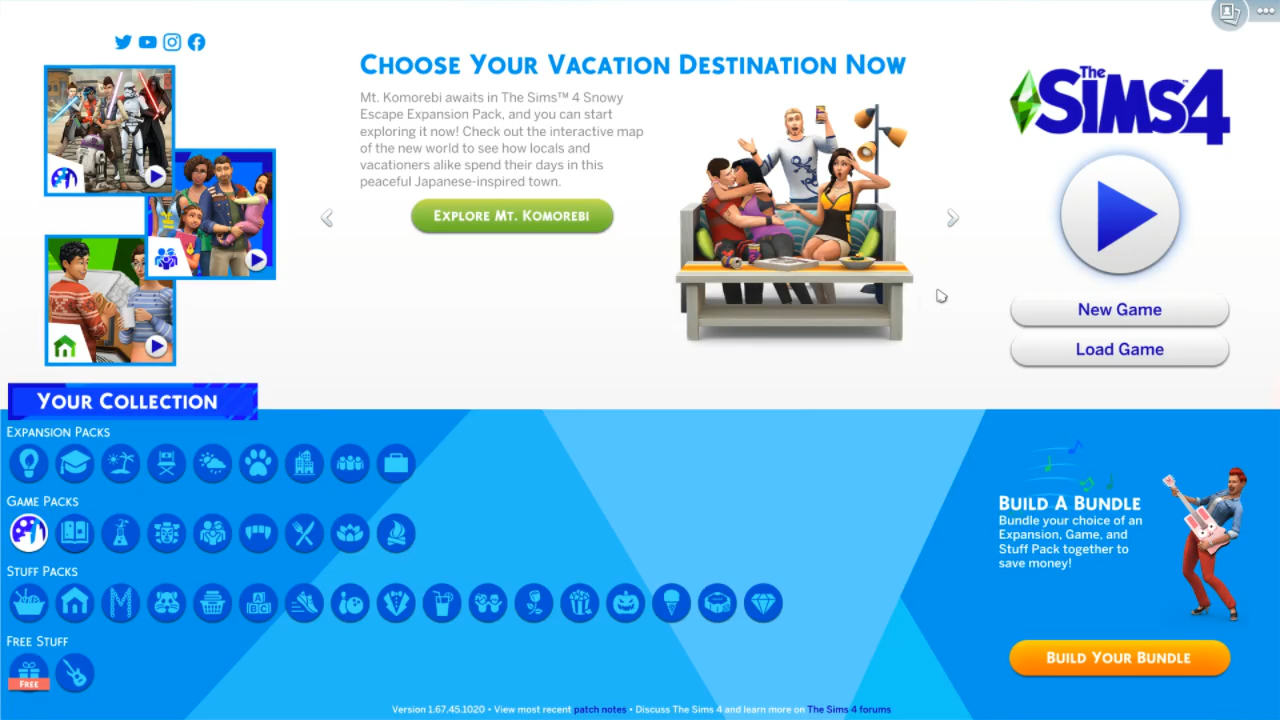 CHOOSE YOUR VACATION DESTINATION NOW
Mt. Komorebi awaits in The Sims™ 4 Snowy
Escape Expansion Pack, and you can start
exploring it now! Check out the interactive map
of the new world to see how locals and
vacationers alike spend their days in this
peaceful Japanese-inspired town.
EXPLORE MT. KOMOREBI
The SIMS 4
New Game
Load Game
YOUR COLLECTION
EXPANSION PACKS
GAME PACKS
STUFF PACKS
FREE STUFF
FREE
BUILD A BUNDLE
Bundle your choice of an
Expansion, Game, and
Stuff Pack together to
save money!
BUILD YOUR BUNDLE
Version 1.67.45.1020 • View most recent patch notes • Discuss The Sims 4 and learn more on The Sims 4 forums